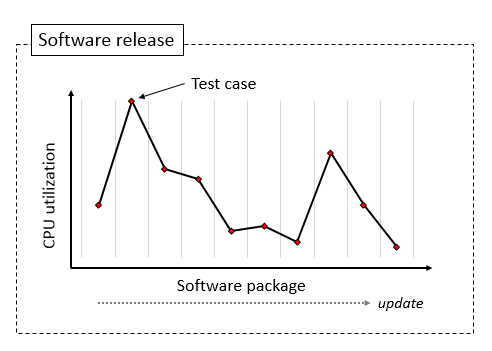 Software release
Test case
CPU utilization
Software package
update